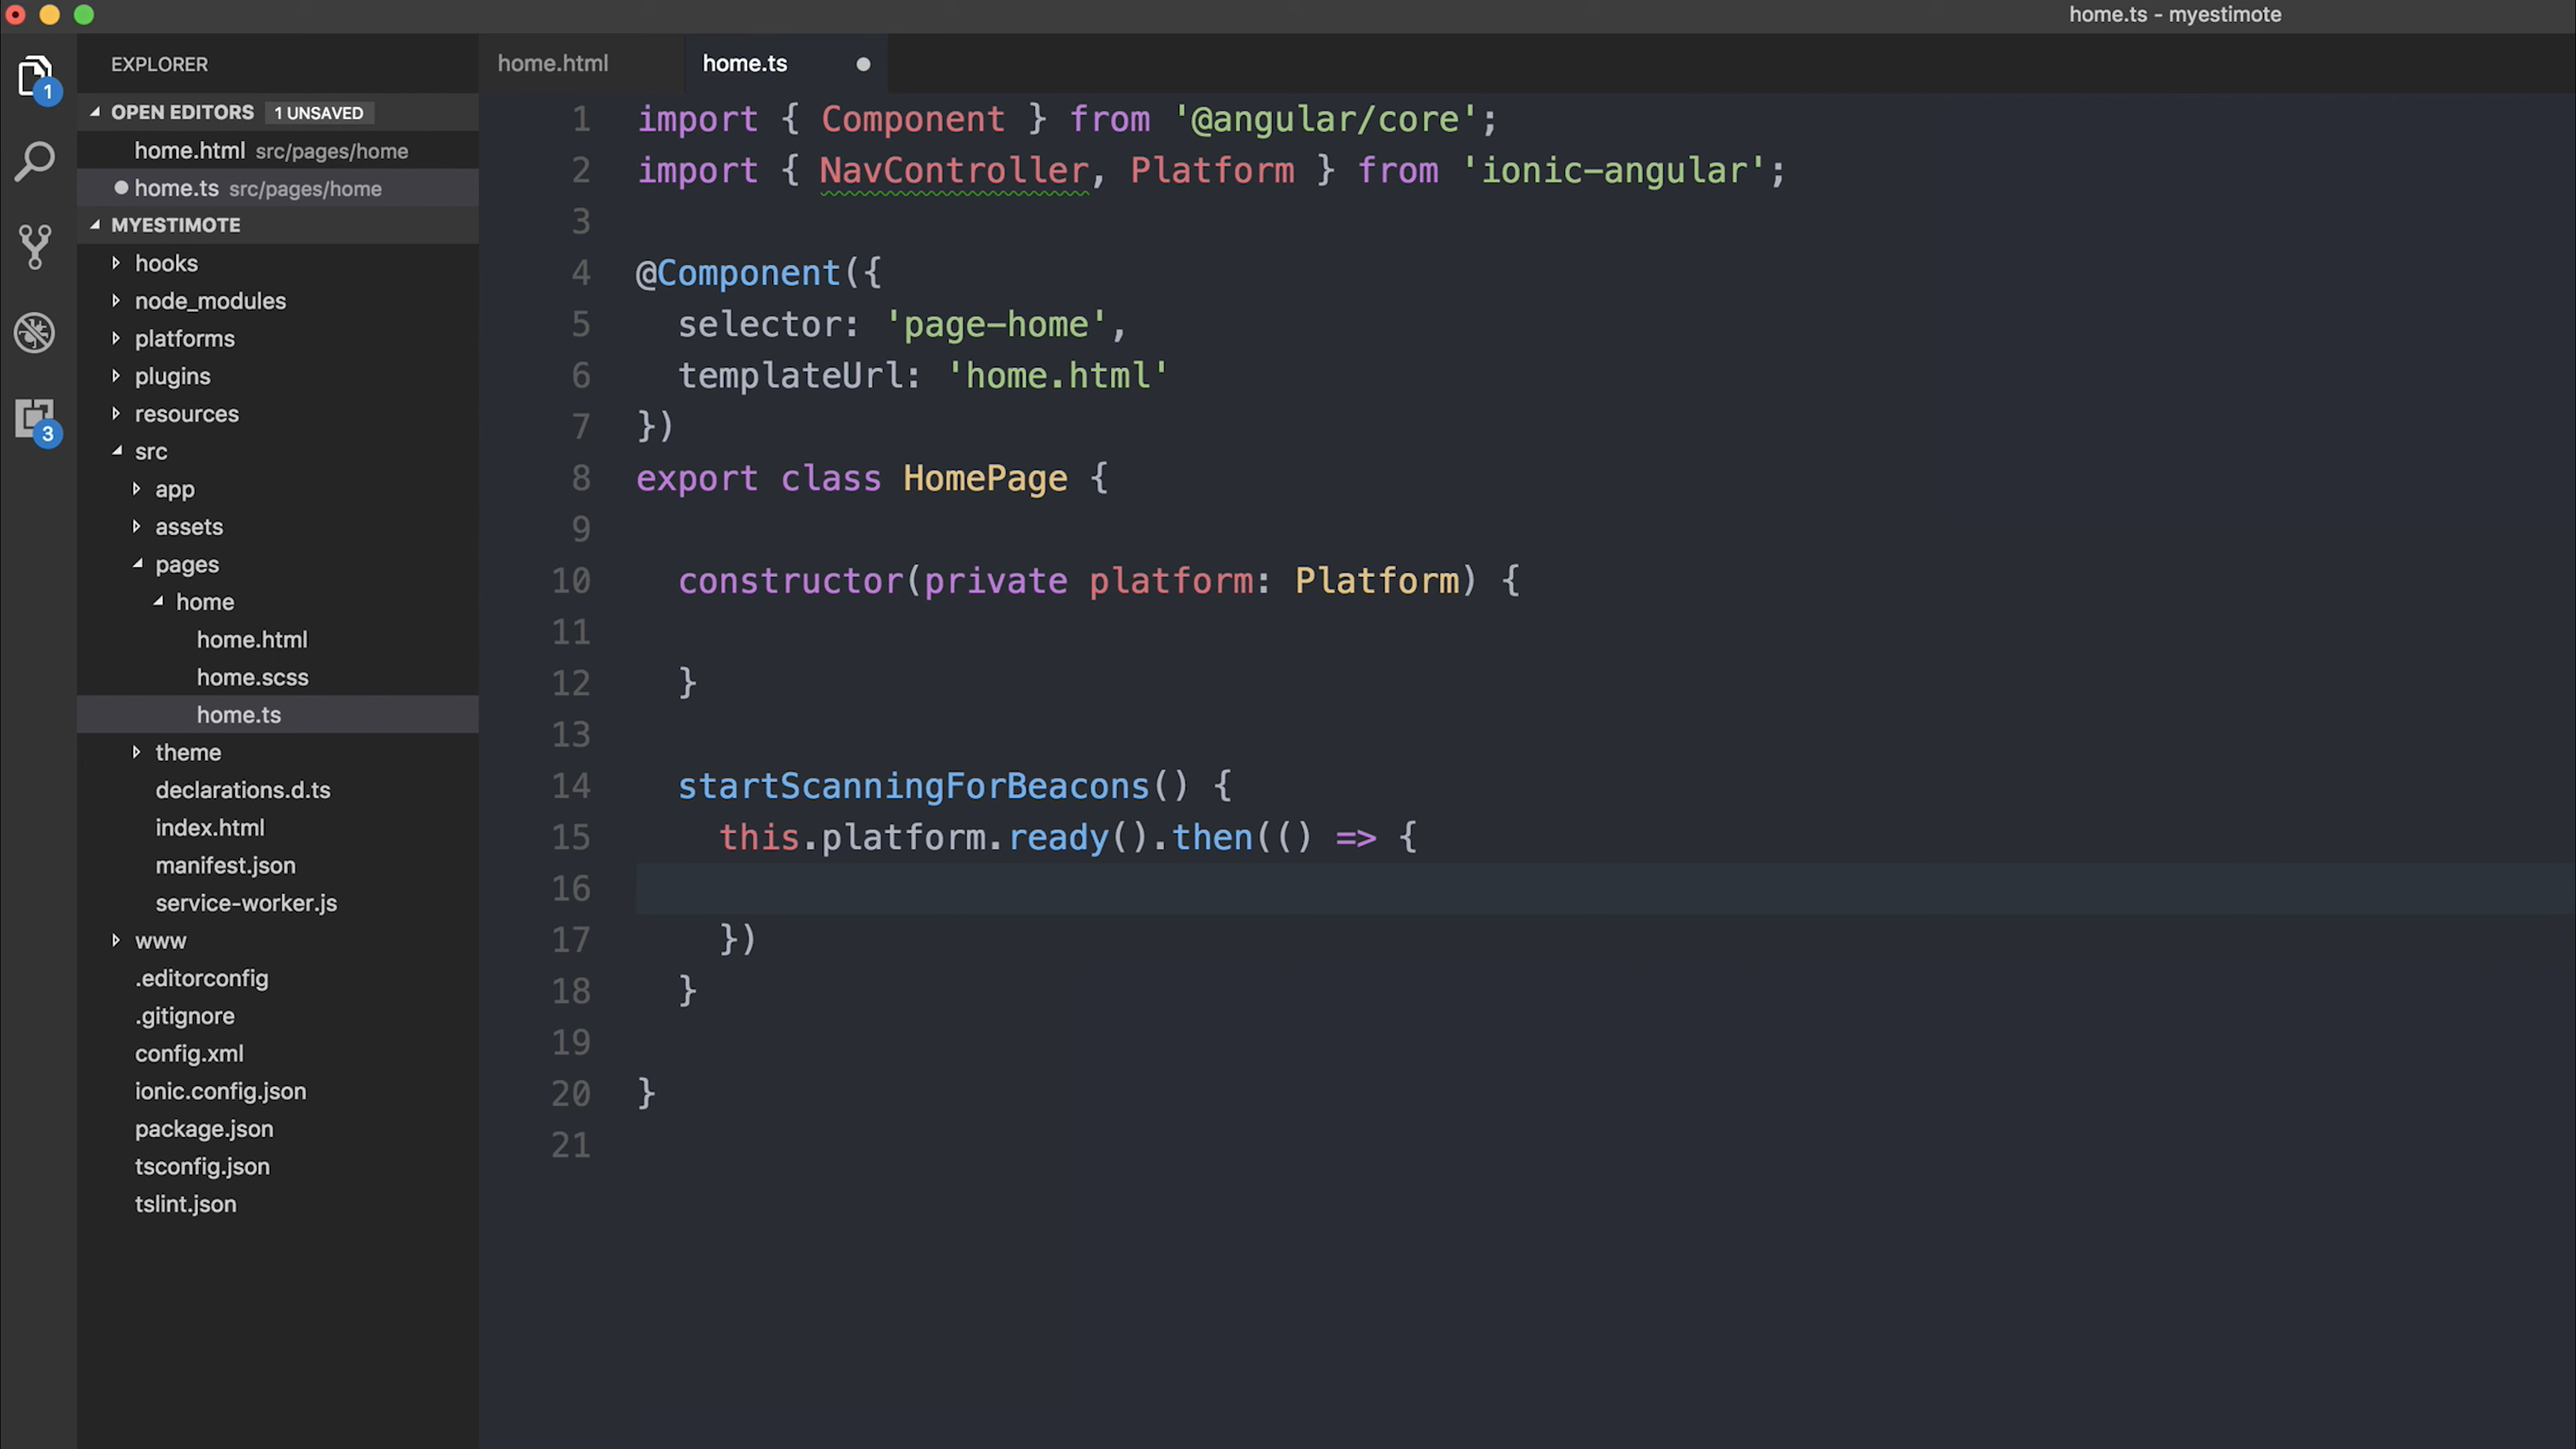 home.ts - myestimote
1
3
EXPLORER
OPEN EDITORS 1 UNSAVED
home.html src/pages/home
home.ts src/pages/home
MYESTIMOTE
hooks
node_modules
platforms
plugins
resources
src
app
assets
pages
home
home.html
home.scss
home.ts
theme
declarations.d.ts
index.html
manifest.json
service-worker.js
www
.editorconfig
.gitignore
config.xml
ionic.config.json
package.json
tsconfig.json
tslint.json
home.html home.ts
1 import { Component } from '@angular/core';
2 import { NavController, Platform } from 'ionic-angular';
3
4 @Component({
5 selector: 'page-home',
6 templateUrl: 'home.html'
7 })
8 export class HomePage {
9
10 constructor(private platform: Platform) {
11
12 }
13
14 startScanningForBeacons() {
15 this.platform.ready().then(() => {
16
17 })
18 }
19
20 }
21